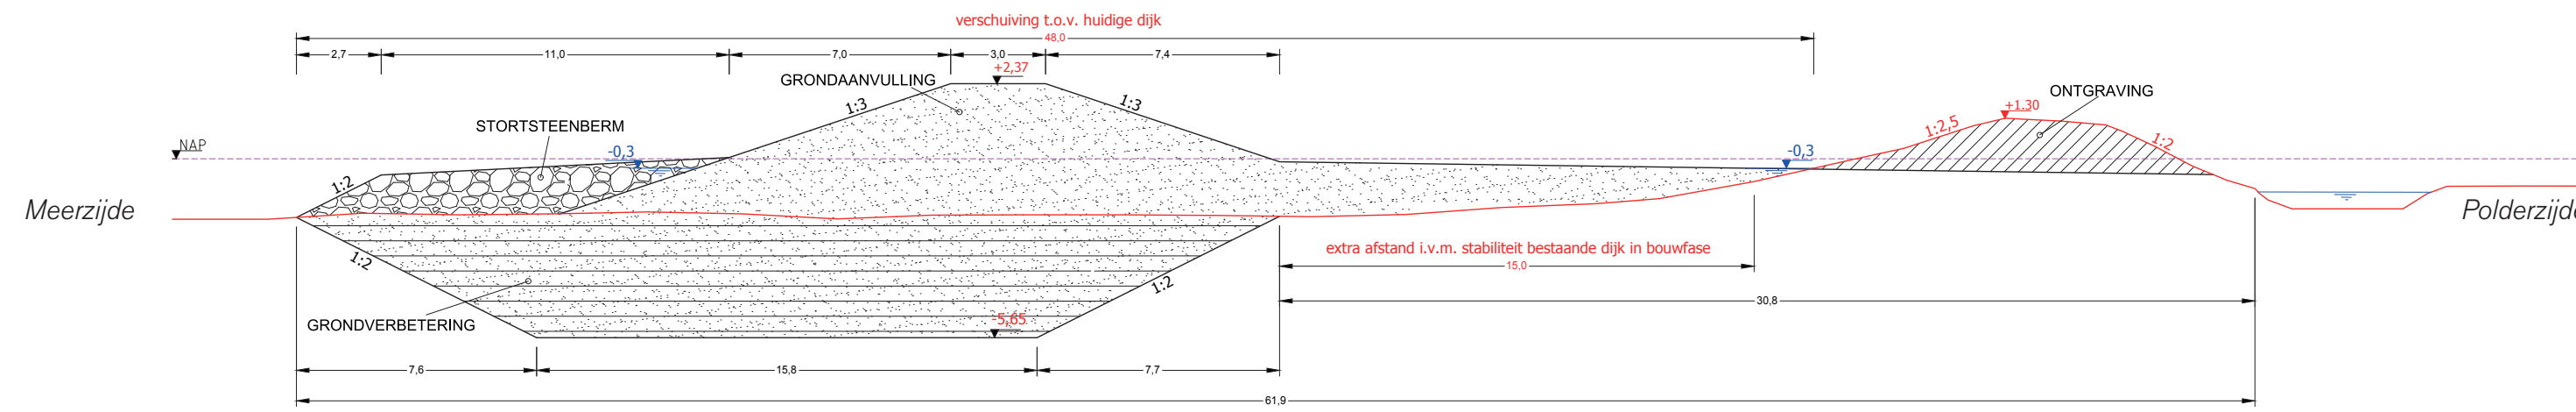 verschuiving t.o.v. huidige dijk
48,0
2,7
11,0
7,0
3,0
7,4
+2,37
GRONDAANVULLING
1:3
1:3
ONTGRAVING
+1.30
1:2,5
1:2
STORTSTEENBERM
NAP
-0,3
-0,3
1:2
Meerzijde
Polderzijde
extra afstand i.v.m. stabiliteit bestaande dijk in bouwfase
15,0
1:2
1:2
30,8
GRONDVERBETERING
-5,65
7,6
15,8
7,7
61,9